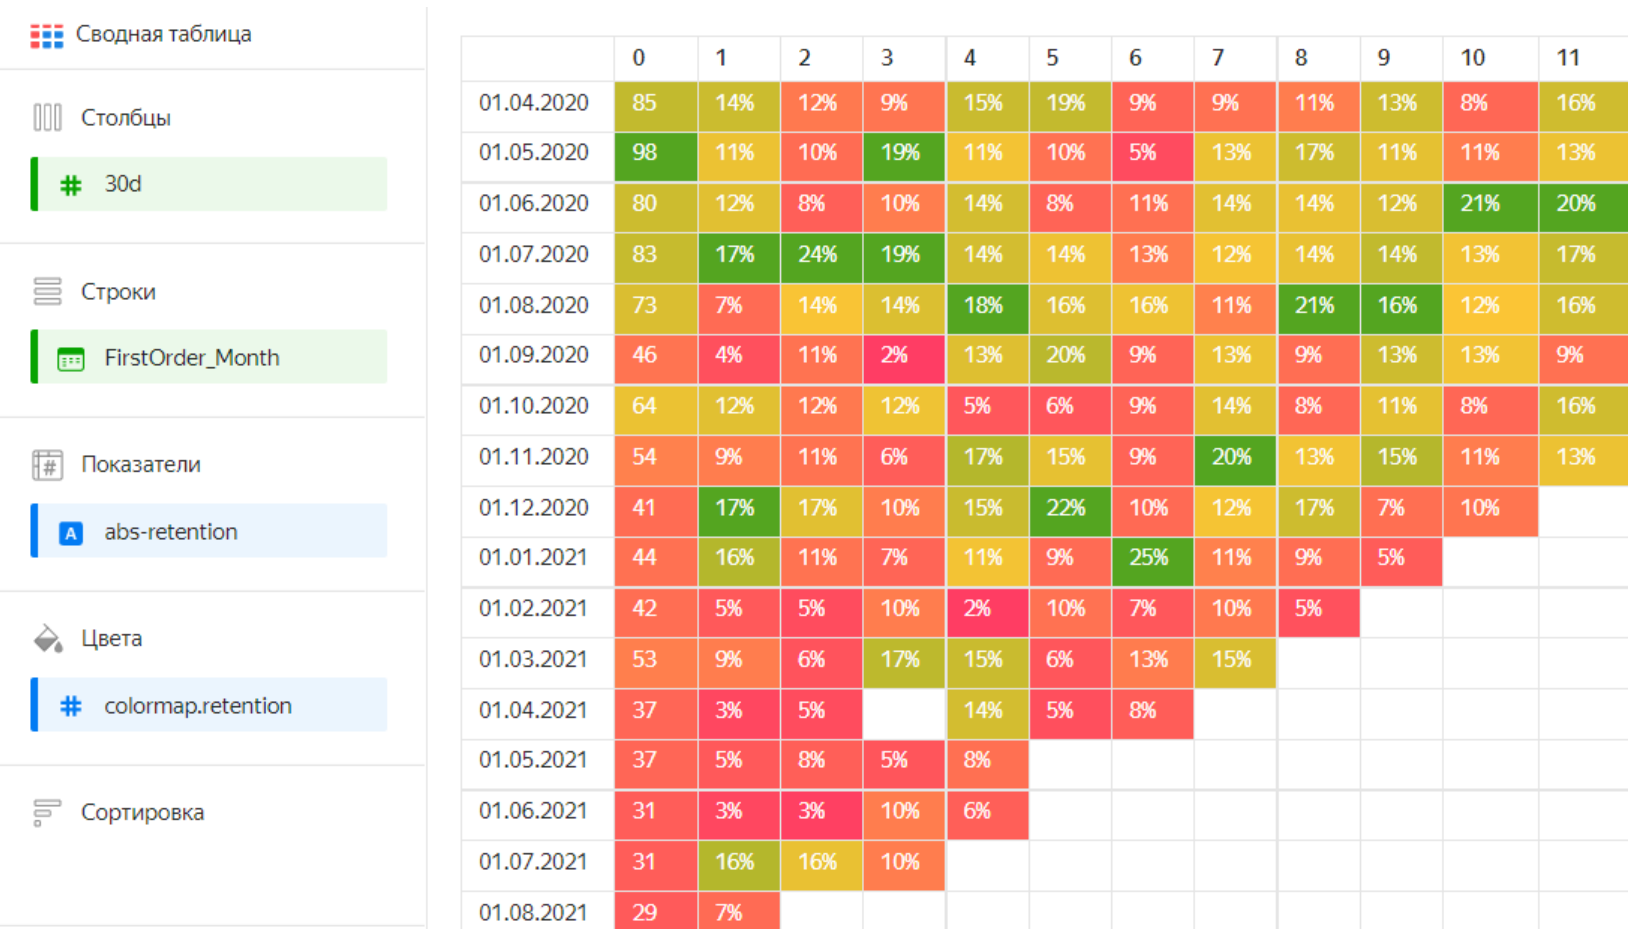 Сводная таблица
Столбцы
30d
Строки
FirstOrder_Month
Показатели
abs-retention
Цвета
colormap.retention
Сортировка
0 1 2 3 4 5 6 7 8 9 10 11
01.04.2020 85 14% 12% 9% 15% 19% 9% 9% 11% 13% 8% 16%
01.05.2020 98 11% 10% 19% 11% 10% 5% 13% 17% 11% 11% 13%
01.06.2020 80 12% 8% 10% 14% 8% 11% 14% 14% 12% 21% 20%
01.07.2020 83 17% 24% 19% 14% 14% 13% 12% 14% 14% 13% 17%
01.08.2020 73 7% 14% 14% 18% 16% 16% 11% 21% 16% 12% 16%
01.09.2020 46 4% 11% 2% 13% 20% 9% 13% 9% 13% 13% 9%
01.10.2020 64 12% 12% 12% 5% 6% 9% 14% 8% 11% 8% 16%
01.11.2020 54 9% 11% 6% 17% 15% 9% 20% 13% 15% 11% 13%
01.12.2020 41 17% 17% 10% 15% 22% 10% 12% 17% 7% 10%
01.01.2021 44 16% 11% 7% 11% 9% 25% 11% 9% 5%
01.02.2021 42 5% 5% 10% 2% 10% 7% 10% 5%
01.03.2021 53 9% 6% 17% 15% 6% 13% 15%
01.04.2021 37 3% 5% 14% 5% 8%
01.05.2021 37 5% 8% 5% 8%
01.06.2021 31 3% 3% 10% 6%
01.07.2021 31 16% 16% 10%
01.08.2021 29 7%